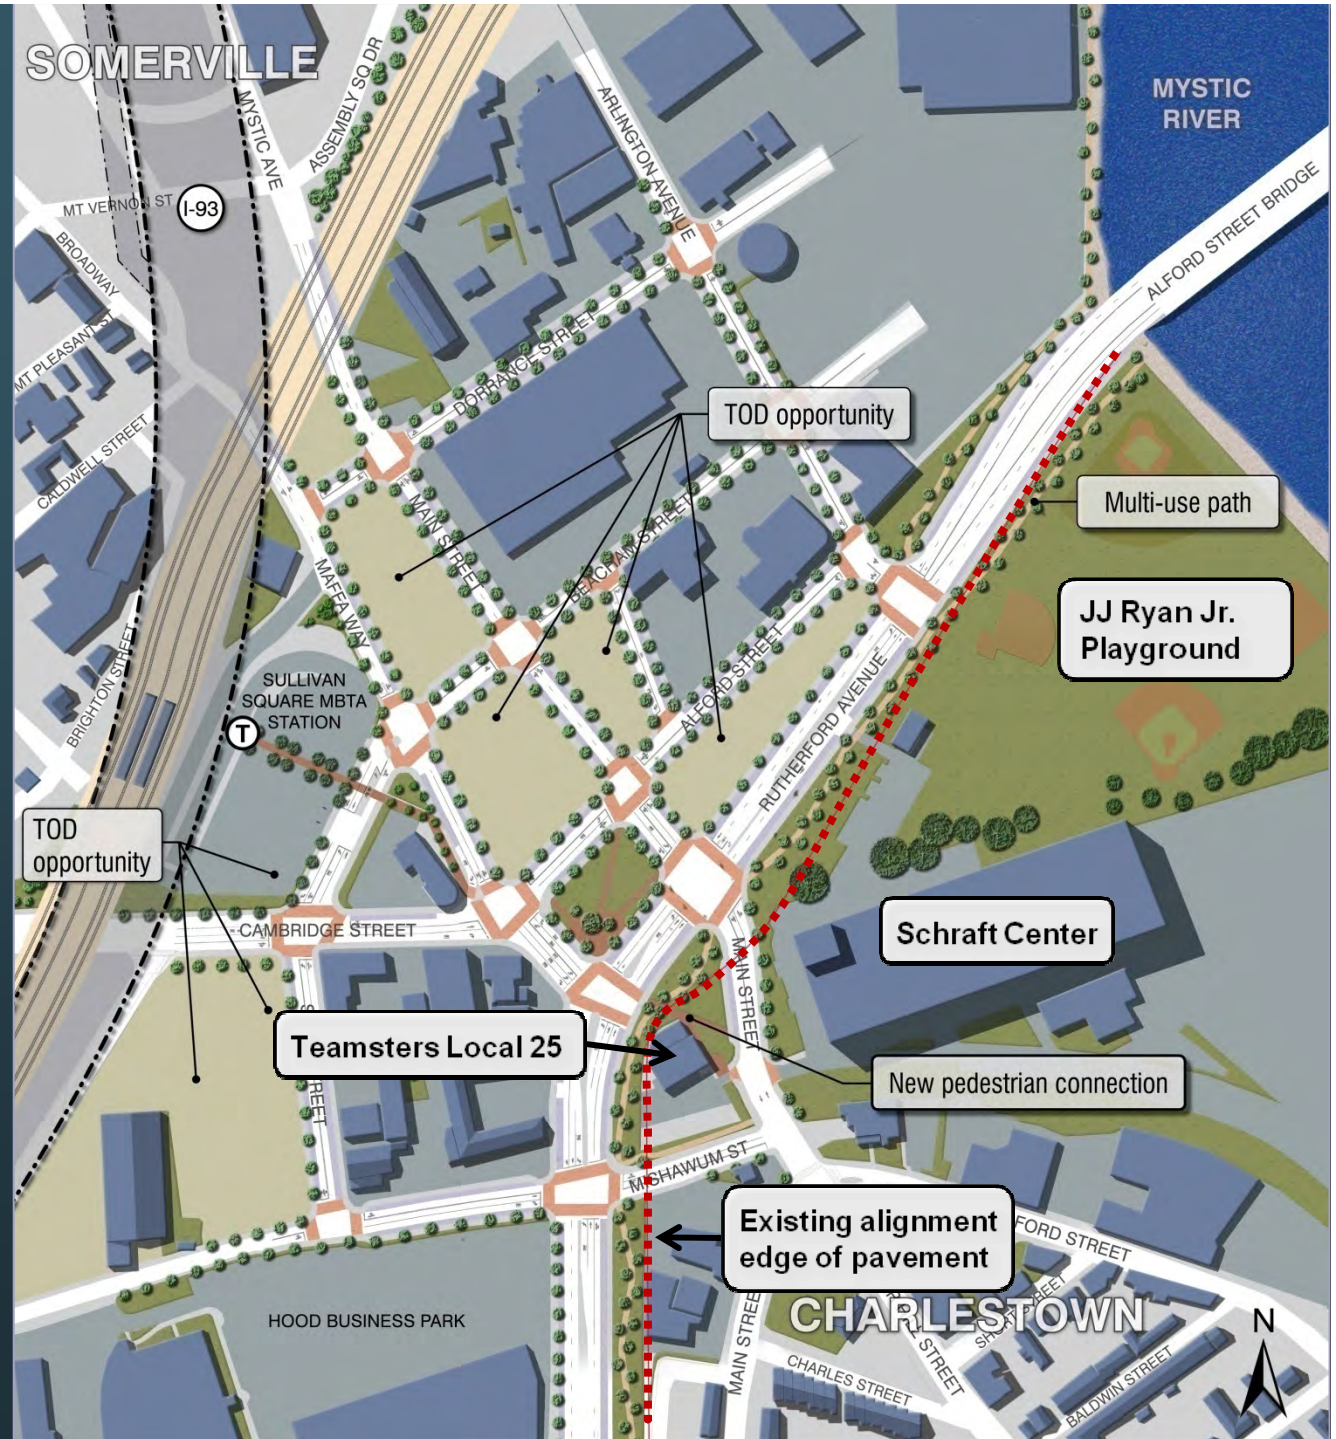 SOMERVILLE
MYSTIC AVE
ASSEMBLY SQ DR
ARLINGTON AVENUE
MYSTIC
RIVER
ALFORD STREET BRIDGE
MT VERNON ST
I-93
BROADWAY
MT PLEASANT ST
CALDWELL STREET
DORRANCE STREET
TOD opportunity
Multi-use path
MAIN STREET
BEACHAM STREET
MAFFA WAY
JJ Ryan Jr.
Playground
BRIGHTON STREET
SULLIVAN
SQUARE MBTA
STATION
T
ALFORD STREET
RUTHERFORD AVENUE
TOD
opportunity
CAMBRIDGE STREET
Schraft Center
MAIN STREET
Teamsters Local 25
New pedestrian connection
MISHAWUM ST
Existing alignment
edge of pavement
FORD STREET
HOOD BUSINESS PARK
CHARLESTOWN
N
MAIN STREE
STREET
CHARLES STREET
BALDWIN STREET